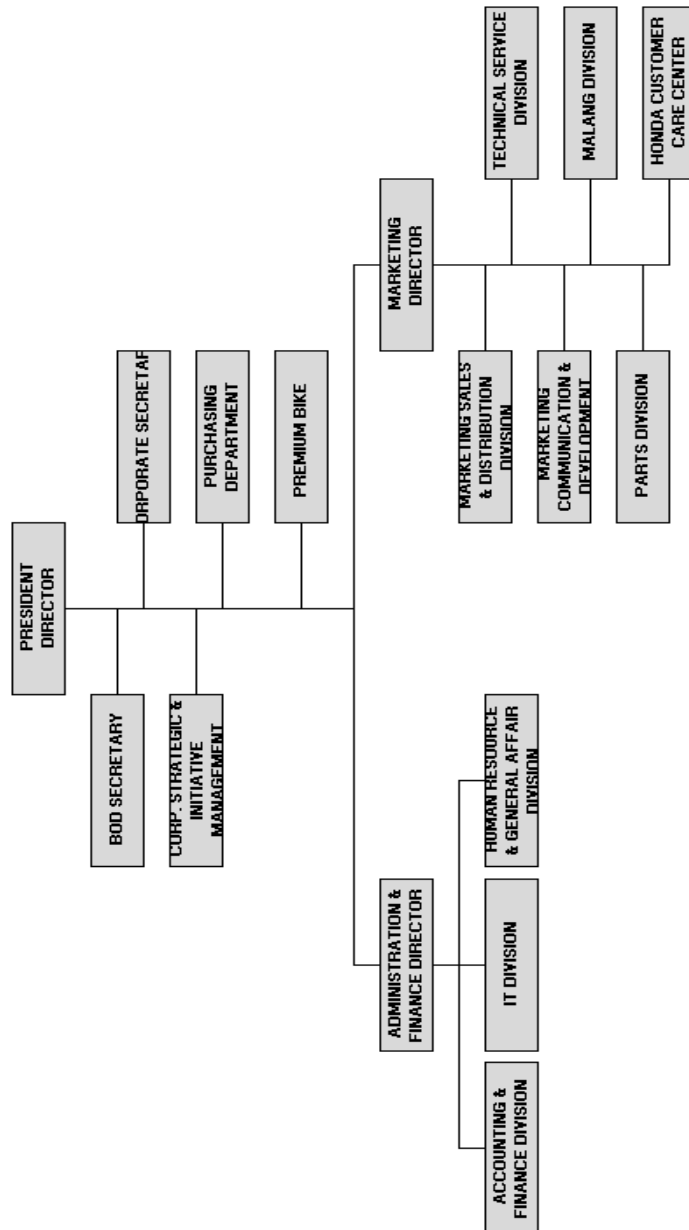 PRESIDENT
DIRECTOR
BOD SECRETARY
ORPORATE SECRETAR
CORP. STRATEGIC &
INITIATIVE
MANAGEMENT
PURCHASING
DEPARTMENT
PREMIUM BIKE
ADMINISTRATION &
FINANCE DIRECTOR
MARKETING
DIRECTOR
ACCOUNTING &
FINANCE DIVISION
IT DIVISION
HUMAN RESOURCE
& GENERAL AFFAIR
DIVISION
MARKETING SALES
& DISTRIBUTION
DIVISION
TECHNICAL SERVICE
DIVISION
MARKETING
COMMUNICATION &
DEVELOPMENT
MALANG DIVISION
PARTS DIVISION
HONDA CUSTOMER
CARE CENTER